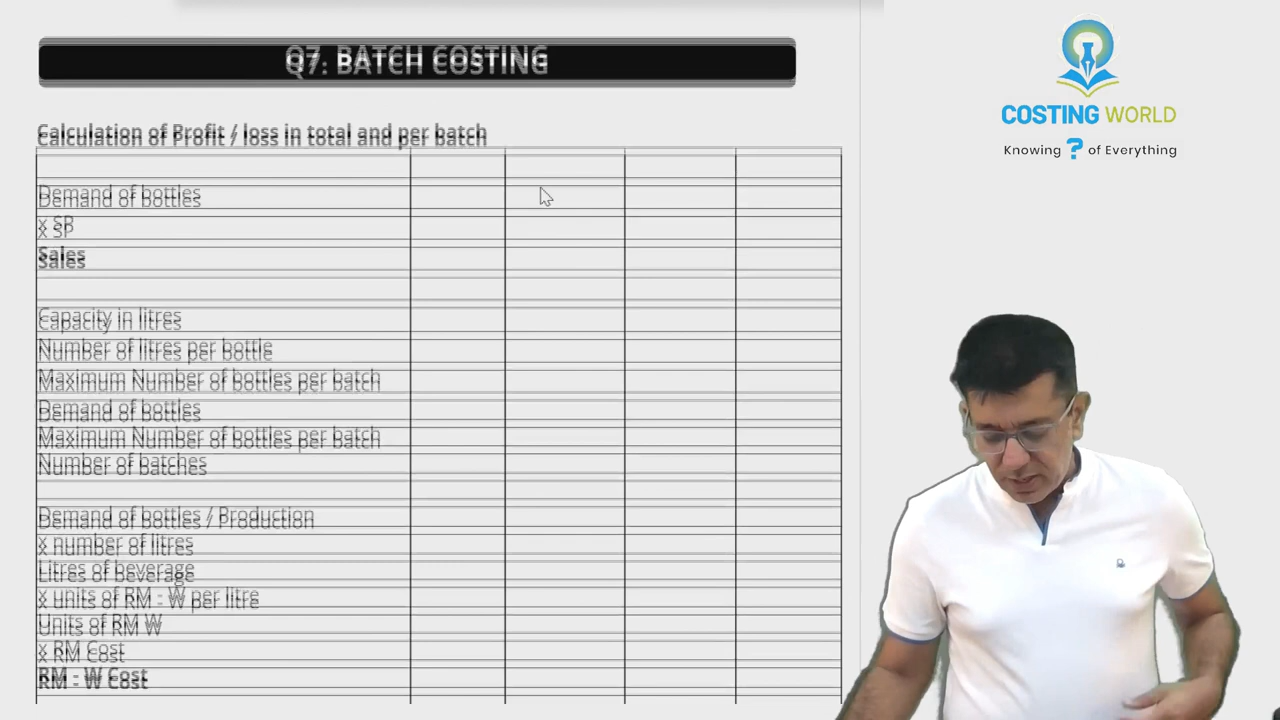 Q7: BATCH COSTING
COSTING WORLD
Knowing ? of Everything
Calculation of Profit / loss in total and per batch
Demand of bottles
x SP
Sales
Capacity in litres
Number of litres per bottle
Maximum Number of bottles per batch
Demand of bottles
Maximum Number of bottles per batch
Number of batches
Demand of bottles / Production
x number of litres
Litres of beverage
x units of RM - W per litre
Units of RM W
x RM Cost
RM - W Cost